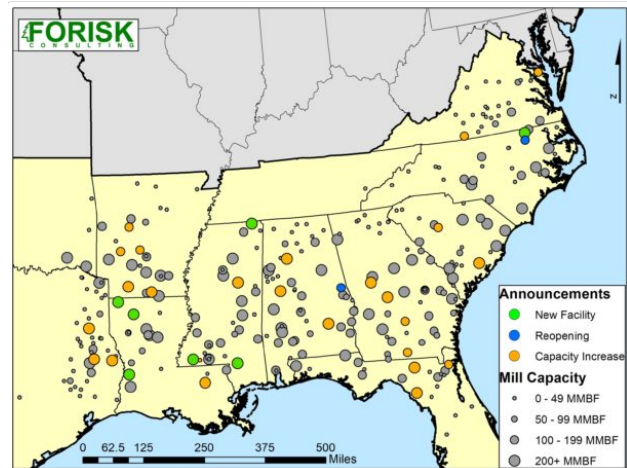 FORISK
CONSULTING
N
Announcements
New Facility
Reopening
Capacity Increase
Mill Capacity
0 - 49 MMBF
50 - 99 MMBF
100 - 199 MMBF
200+ MMBF
0 62.5 125 250 375 500
Miles